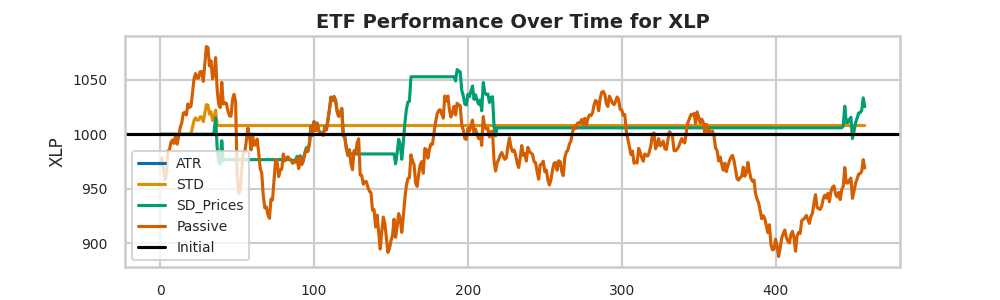 ETF Performance Over Time for XLP
XLP
1050
1000
950
900
ATR
STD
SD_Prices
Passive
Initial
0 100 200 300 400